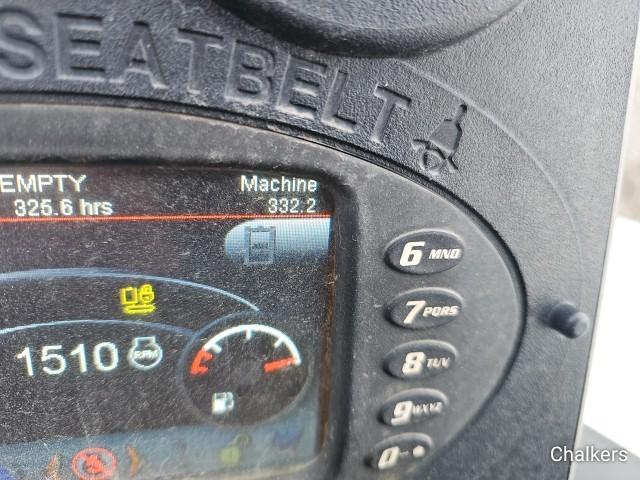 SEATBELT
EMPTY Machine
325.6 hrs 332.2
6 MNO
7 PQRS
1510 RPM
8 TUV
9 WXYZ
0
Chalkers